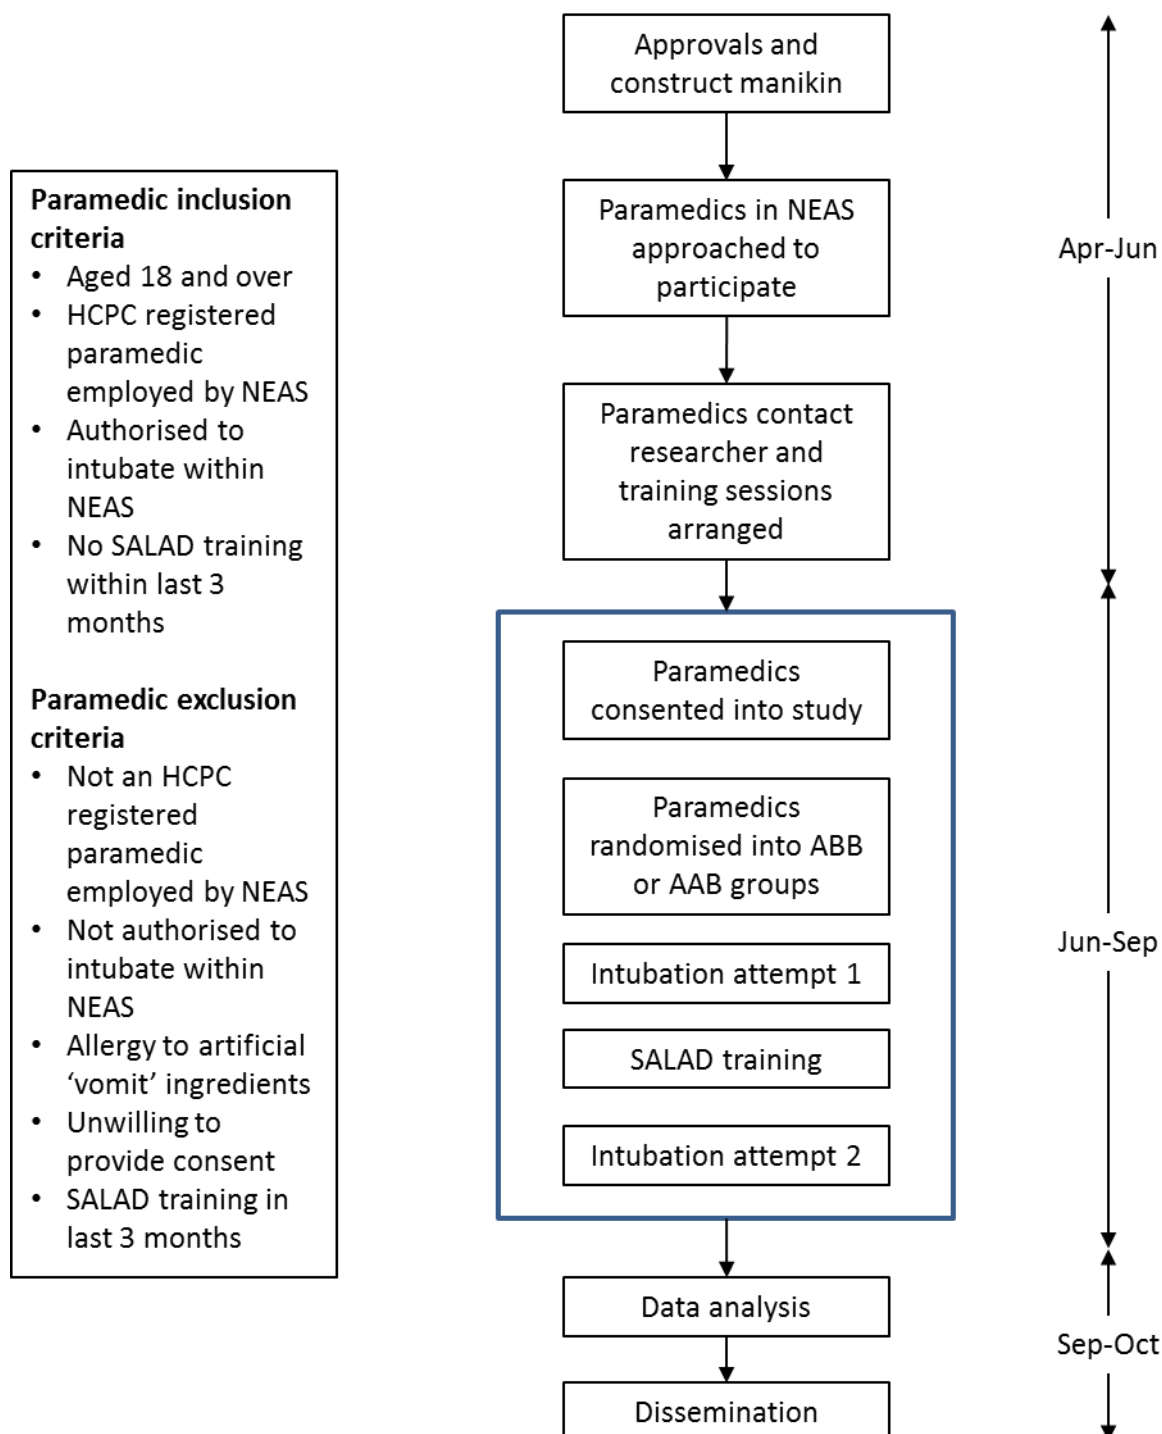 Approvals and
construct manikin
Paramedics in NEAS
approached to
participate
Paramedics contact
researcher and
training sessions
arranged
Paramedics
consented into study
Paramedics
randomised into ABB
or AAB groups
Intubation attempt 1
SALAD training
Intubation attempt 2
Data analysis
Dissemination
Paramedic inclusion
criteria
• Aged 18 and over
• HCPC registered
paramedic
employed by NEAS
• Authorised to
intubate within
NEAS
• No SALAD training
within last 3
months
Paramedic exclusion
criteria
• Not an HCPC
registered
paramedic
employed by NEAS
• Not authorised to
intubate within
NEAS
• Allergy to artificial
‘vomit’ ingredients
• Unwilling to
provide consent
• SALAD training in
last 3 months
Apr-Jun
Jun-Sep
Sep-Oct